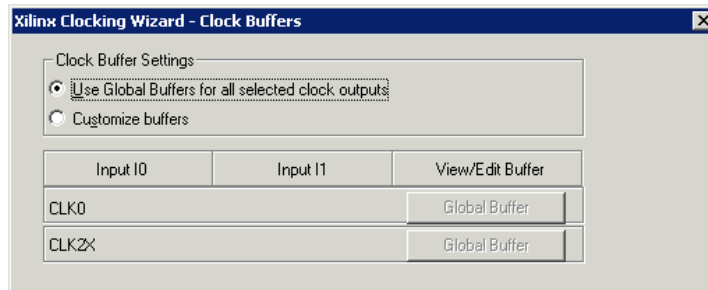 Xilinx Clocking Wizard - Clock Buffers
Clock Buffer Settings
Use Global Buffers for all selected clock outputs
Customize buffers
Input I0 Input I1 View/Edit Buffer
CLK0 Global Buffer
CLK2X Global Buffer